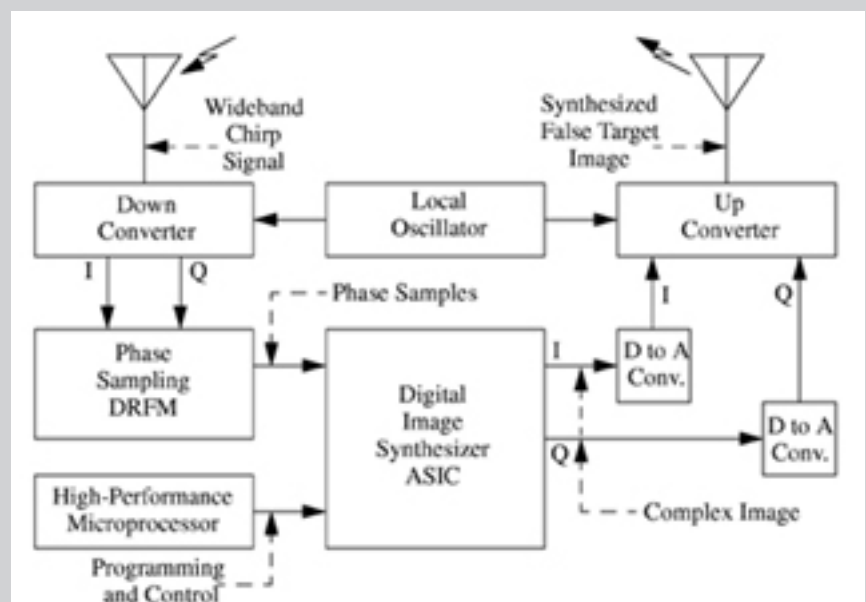 Wideband
Chirp
Signal
Synthesized
False Target
Image
Down
Converter
Local
Oscillator
Up
Converter
I
Q
Phase Samples
I
Q
Phase
Sampling
DRFM
Digital
Image
Synthesizer
ASIC
I
D to A
Conv.
Q
D to A
Conv.
High-Performance
Microprocessor
Complex Image
Programming
and Control